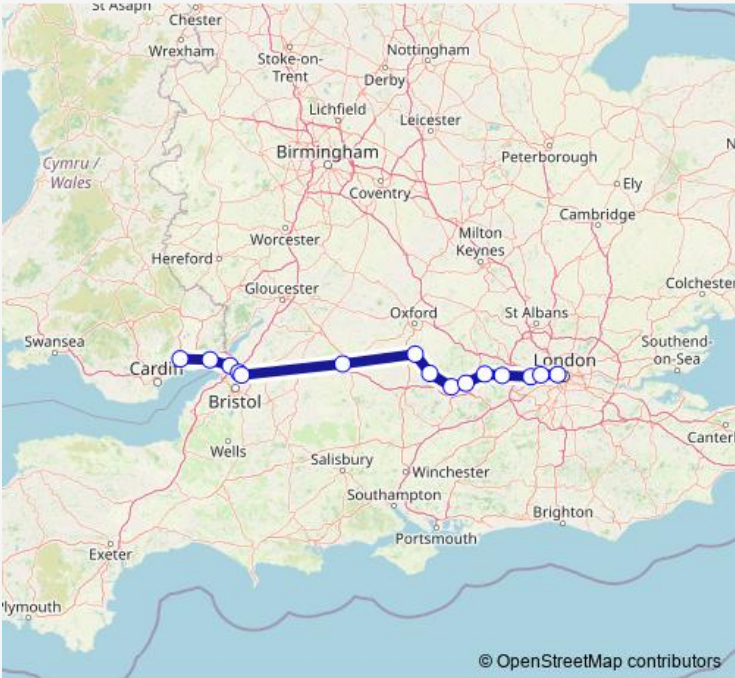 St Asaph
Chester
Wrexham
Stoke-on-
Trent
Nottingham
Derby
Lichfield
Leicester
Birmingham
Peterborough
Cymru /
Wales
Coventry
Ely
Cambridge
Worcester
Milton
Keynes
Hereford
Gloucester
Colchester
Oxford
St Albans
Swansea
Southend-
on-Sea
London
Cardiff
Bristol
Canter
Wells
Salisbury
Winchester
Southampton
Brighton
Portsmouth
Exeter
Plymouth
© OpenStreetMap contributors